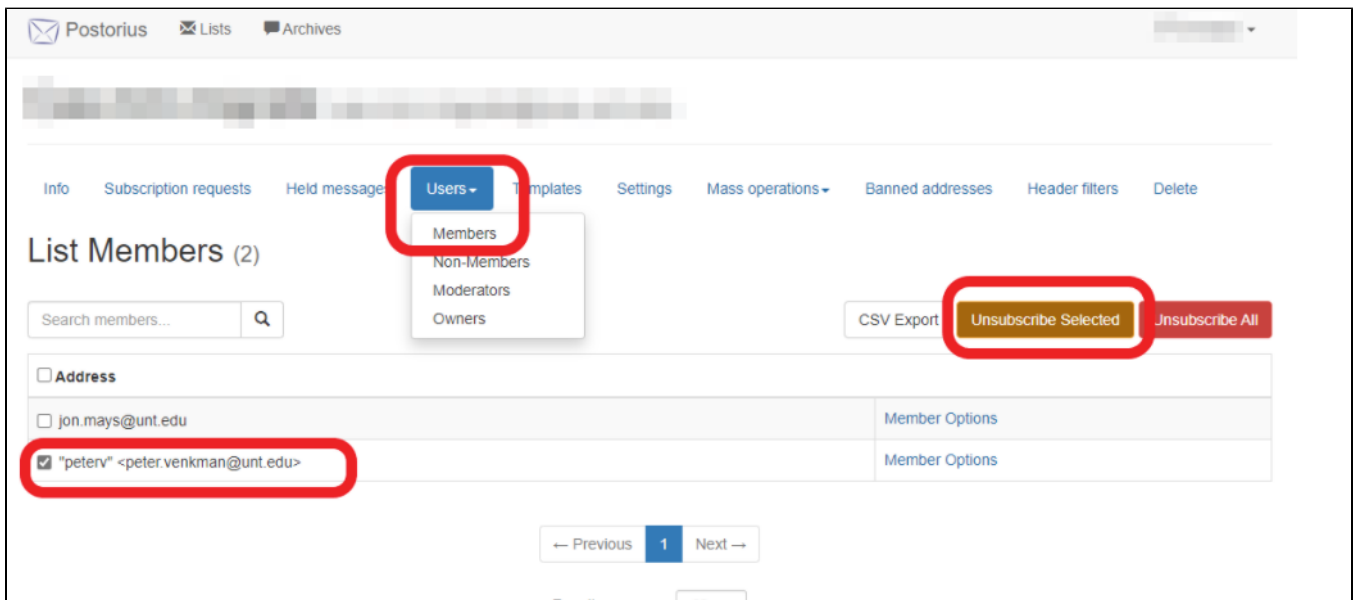 Postorius Lists Archives
Info Subscription requests Held messages Users Templates Settings Mass operations Banned addresses Header filters Delete
Members
Non-Members
Moderators
Owners
List Members (2)
Search members...
CSV Export Unsubscribe Selected Unsubscribe All
Address
jon.mays@unt.edu Member Options
"peterv" <peter.venkman@unt.edu> Member Options
← Previous 1 Next →